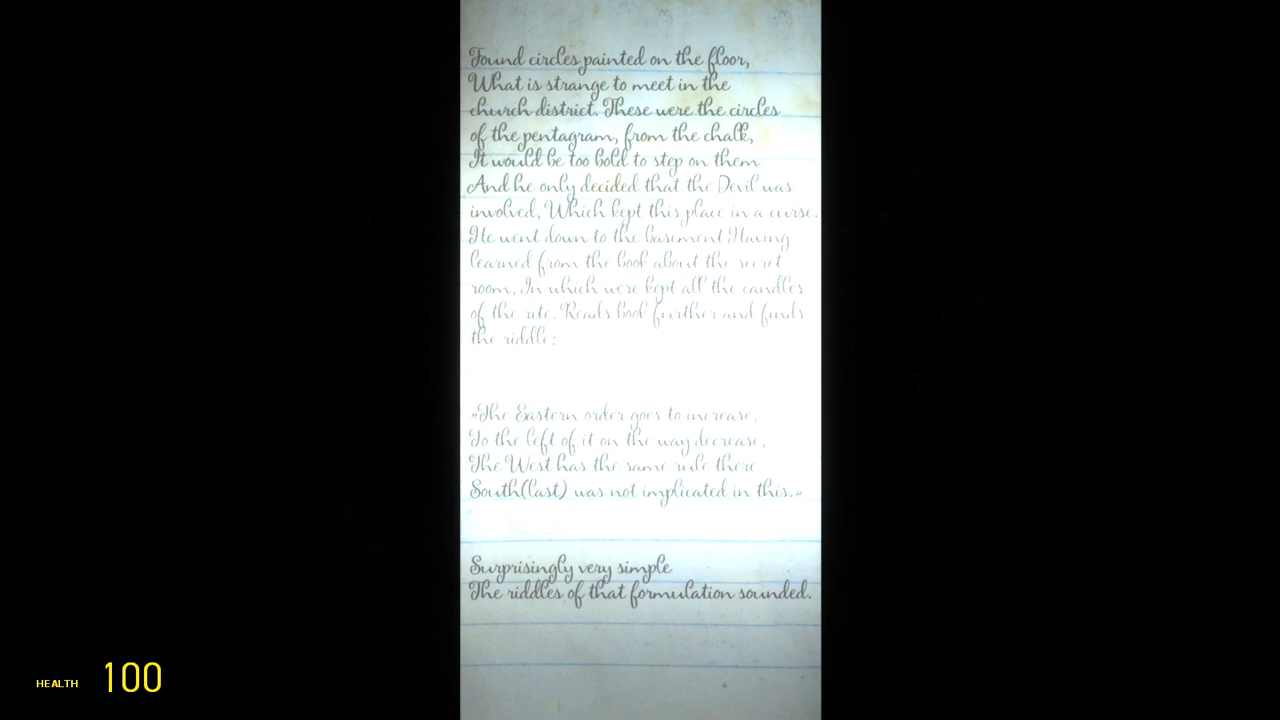 Found circles painted on the floor,
What is strange to meet in the
church district. These were the circles
of the pentagram, from the chalk,
It would be too bold to step on them
And he only decided that the Devil was
involved, Which kept this place in a curse.
He went down to the basement Having
learned from the book about the secret
room, In which were kept all the candles
of the rite. Reads book further and finds
the riddle:
«The Eastern order goes to increase,
To the left of it on the way decrease,
The West has the same rule there
South(last) was not implicated in this.»
Surprisingly very simple
The riddles of that formulation sounded.
HEALTH 100